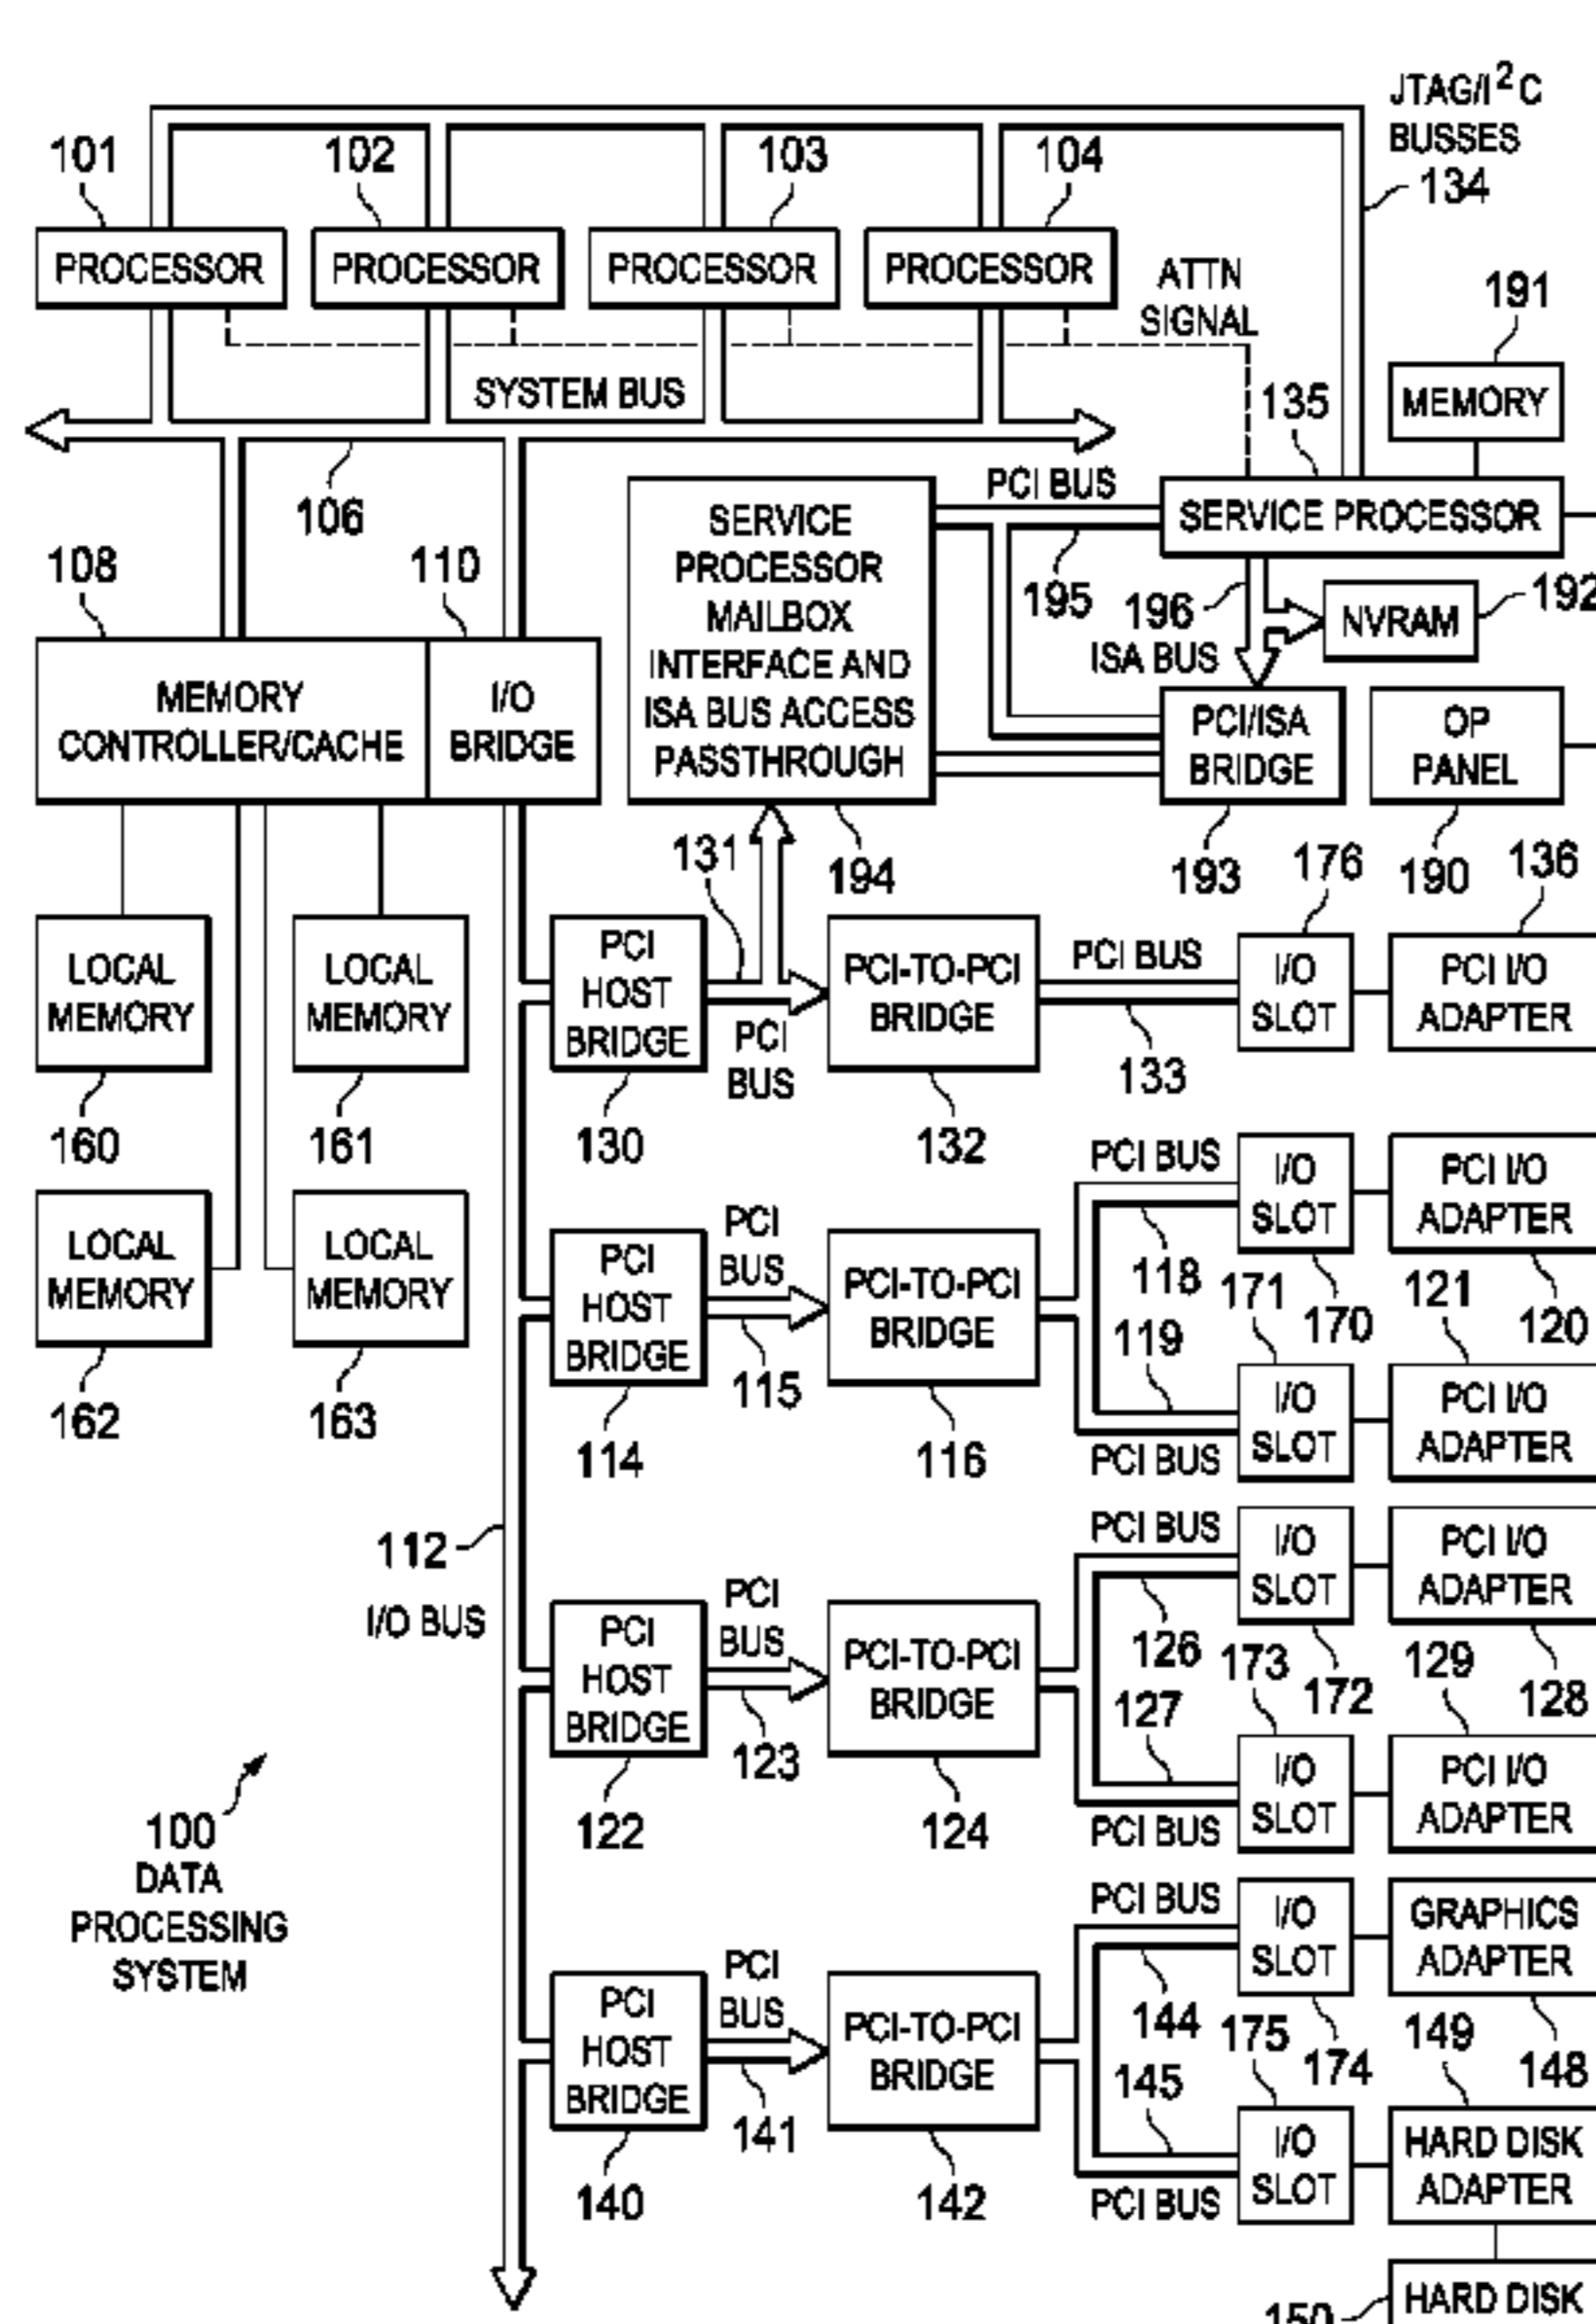 JTAG/I²C
BUSSES
134
101
102
103
104
PROCESSOR
PROCESSOR
PROCESSOR
PROCESSOR
ATTN
SIGNAL
191
MEMORY
SYSTEM BUS
135
106
PCI BUS
SERVICE PROCESSOR
195
196
ISA BUS
NVRAM
192
108
110
MEMORY
CONTROLLER/CACHE
I/O
BRIDGE
SERVICE
PROCESSOR
MAILBOX
INTERFACE AND
ISA BUS ACCESS
PASSTHROUGH
PCI/ISA
BRIDGE
OP
PANEL
131
194
193
176
190
136
LOCAL
MEMORY
LOCAL
MEMORY
PCI
HOST
BRIDGE
PCI
BUS
PCI-TO-PCI
BRIDGE
PCI BUS
133
I/O
SLOT
PCI I/O
ADAPTER
160
161
130
132
LOCAL
MEMORY
LOCAL
MEMORY
162
163
PCI
HOST
BRIDGE
PCI
BUS
115
PCI-TO-PCI
BRIDGE
114
116
PCI BUS
118
I/O
SLOT
PCI I/O
ADAPTER
171
170
121
120
119
PCI BUS
I/O
SLOT
PCI I/O
ADAPTER
112
I/O BUS
PCI
HOST
BRIDGE
PCI
BUS
123
PCI-TO-PCI
BRIDGE
122
124
PCI BUS
126
I/O
SLOT
PCI I/O
ADAPTER
173
172
129
128
127
PCI BUS
I/O
SLOT
PCI I/O
ADAPTER
100
DATA
PROCESSING
SYSTEM
PCI
HOST
BRIDGE
PCI
BUS
141
PCI-TO-PCI
BRIDGE
140
142
PCI BUS
144
I/O
SLOT
GRAPHICS
ADAPTER
175
174
149
148
145
PCI BUS
I/O
SLOT
HARD DISK
ADAPTER
150
HARD DISK